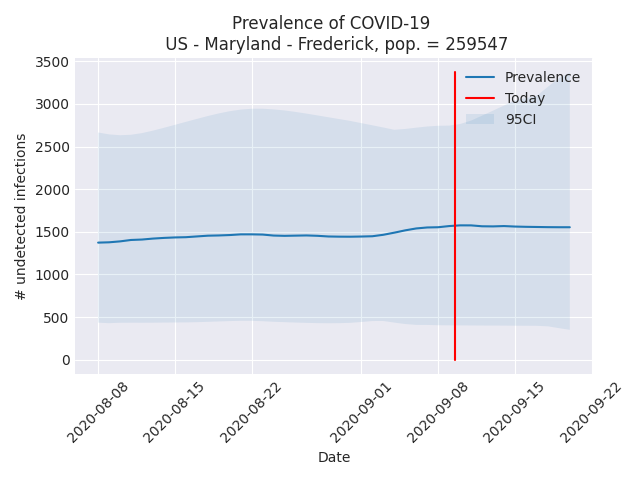 Prevalence of COVID-19
US - Maryland - Frederick, pop. = 259547
3500
3000
2500
2000
1500
1000
500
0
# undetected infections
Prevalence
Today
95CI
2020-08-08
2020-08-15
2020-08-22
2020-09-01
2020-09-08
2020-09-15
2020-09-22
Date